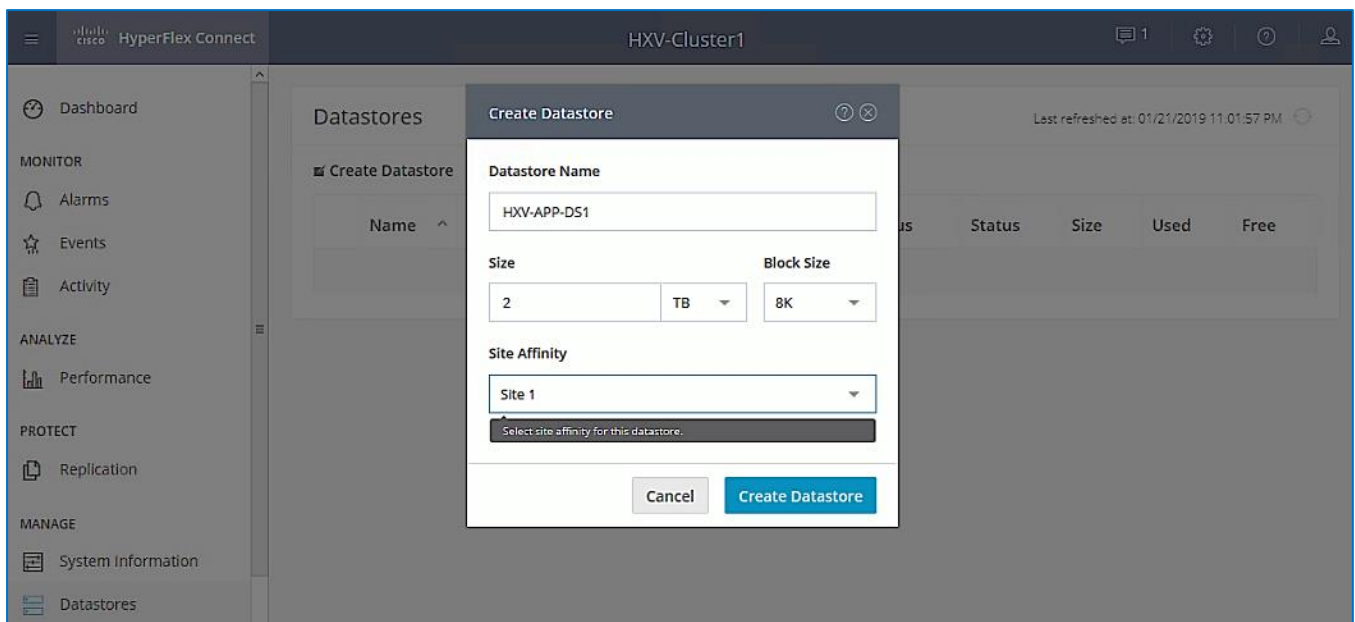 cisco HyperFlex Connect
HXV-Cluster1
1
Dashboard
MONITOR
Alarms
Events
Activity
ANALYZE
Performance
PROTECT
Replication
MANAGE
System Information
Datastores
Datastores
Last refreshed at: 01/21/2019 11:01:57 PM
Create Datastore
Name
us Status Size Used Free
Create Datastore
Datastore Name
HXV-APP-DS1
Size Block Size
2 TB 8K
Site Affinity
Site 1
Select site affinity for this datastore.
Cancel Create Datastore